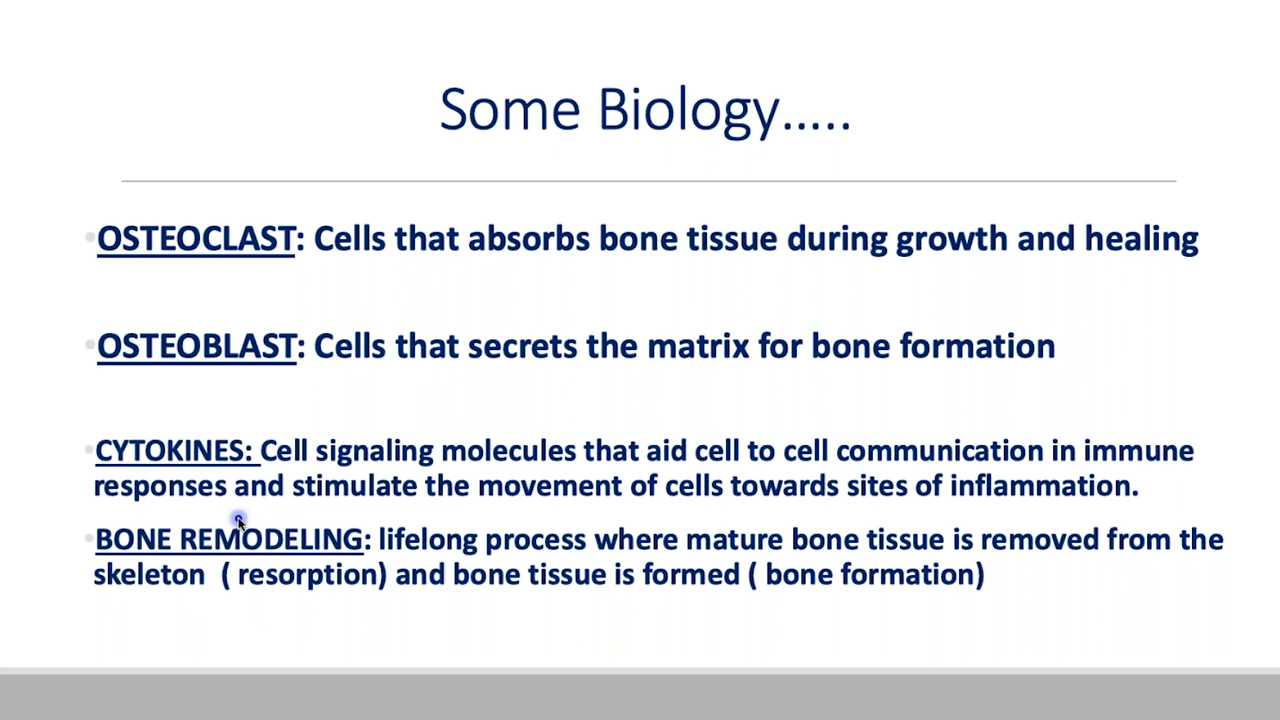 Some Biology.....
•OSTEOCLAST: Cells that absorbs bone tissue during growth and healing
•OSTEOBLAST: Cells that secrets the matrix for bone formation
•CYTOKINES: Cell signaling molecules that aid cell to cell communication in immune
responses and stimulate the movement of cells towards sites of inflammation.
•BONE REMODELING: lifelong process where mature bone tissue is removed from the
skeleton ( resorption) and bone tissue is formed ( bone formation)